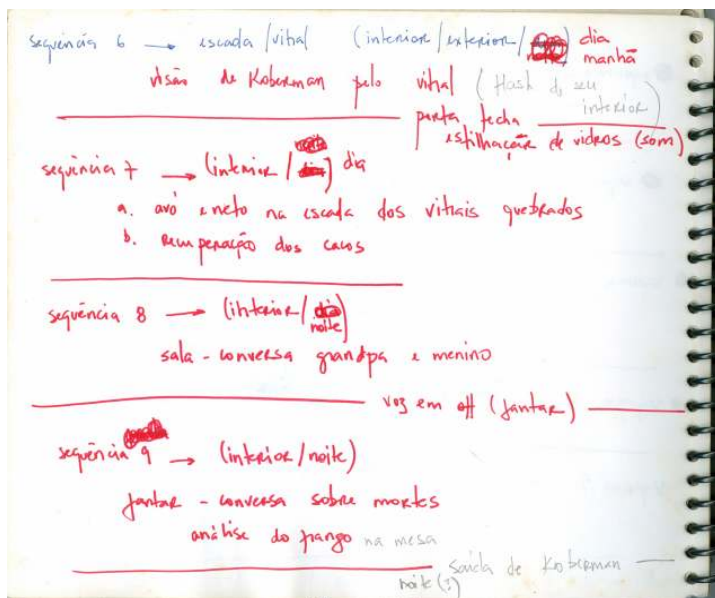 sequência 6 → escada / vitral (interior / exterior / dia
manhã
visão de Koberman pelo vitral (flash do seu
interior)
porta fecha
estilhaçar de vidros (som)
sequência 7 → (interior / dia
a. avô e neto na escada dos vitrais quebrados
b. recuperação dos cacos
sequência 8 → (interior /
noite)
sala - conversa grandpa e menino
voz em off (jantar)
sequência 9 → (interior / noite)
jantar - conversa sobre mortes
análise do frango na mesa
saída de Koberman
noite (?)